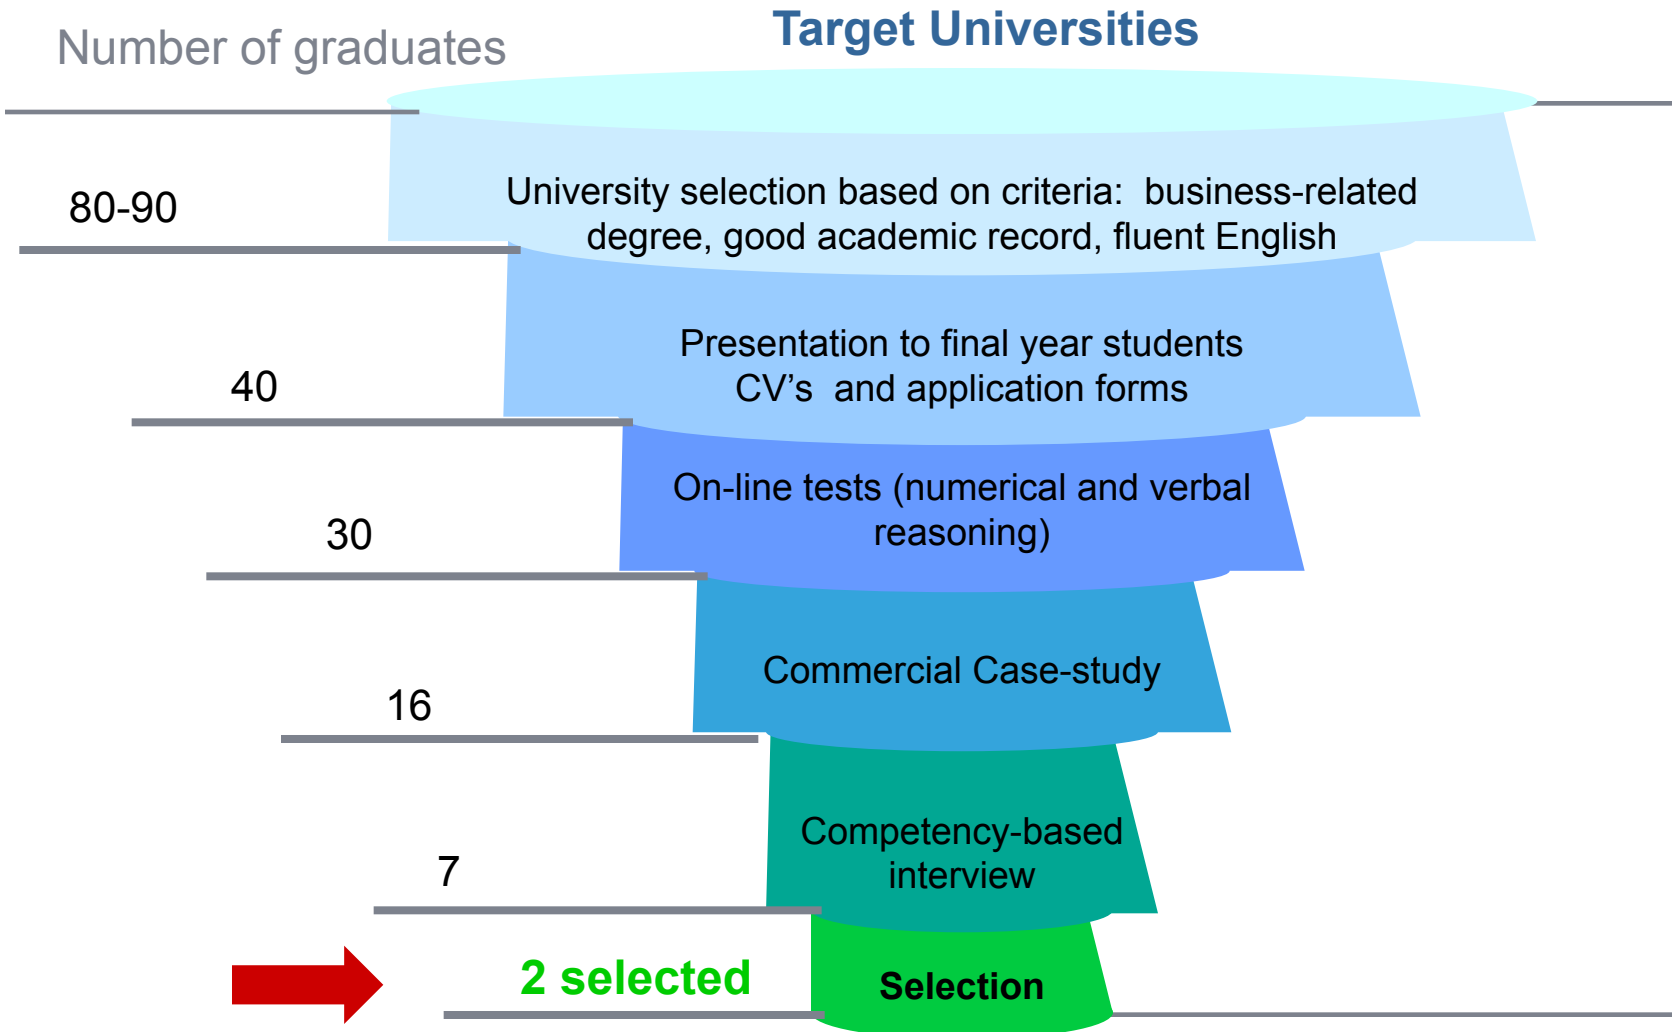 Number of graduates
Target Universities
80-90
University selection based on criteria:  business-related
degree, good academic record, fluent English
40
Presentation to final year students
CV’s  and application forms
30
On-line tests (numerical and verbal
reasoning)
16
Commercial Case-study
7
Competency-based
interview
2 selected
Selection